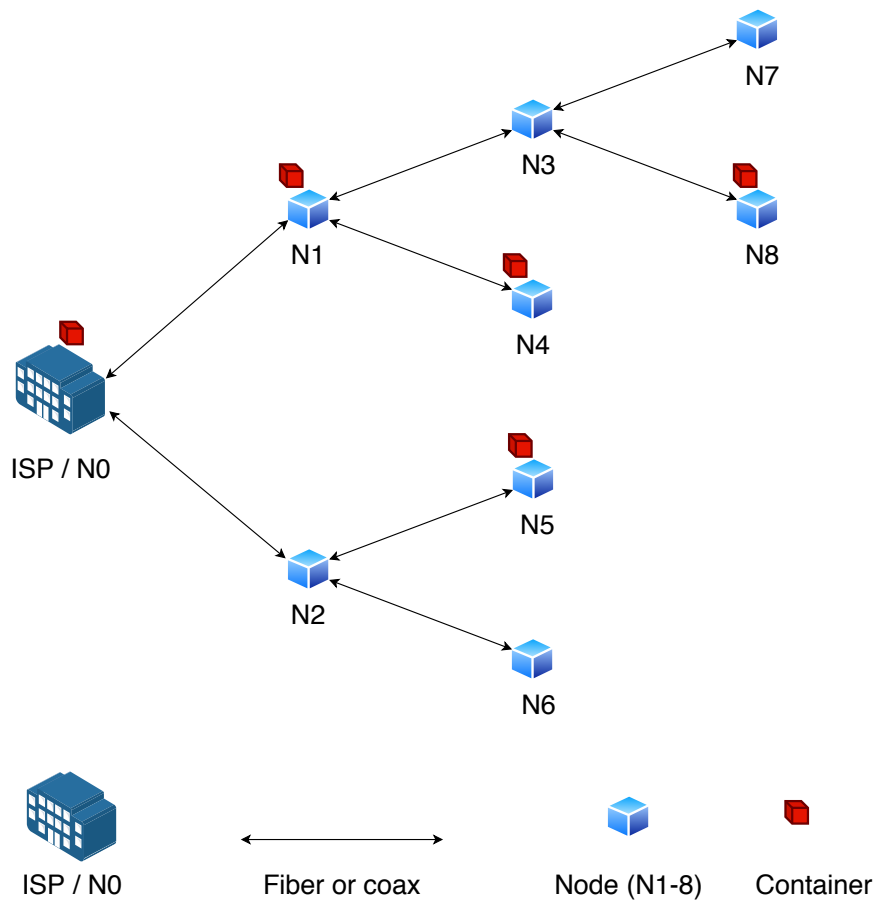 N7
N3
N1
N8
N4
ISP / N0
N5
N2
N6
ISP / N0
Fiber or coax
Node (N1-8)
Container